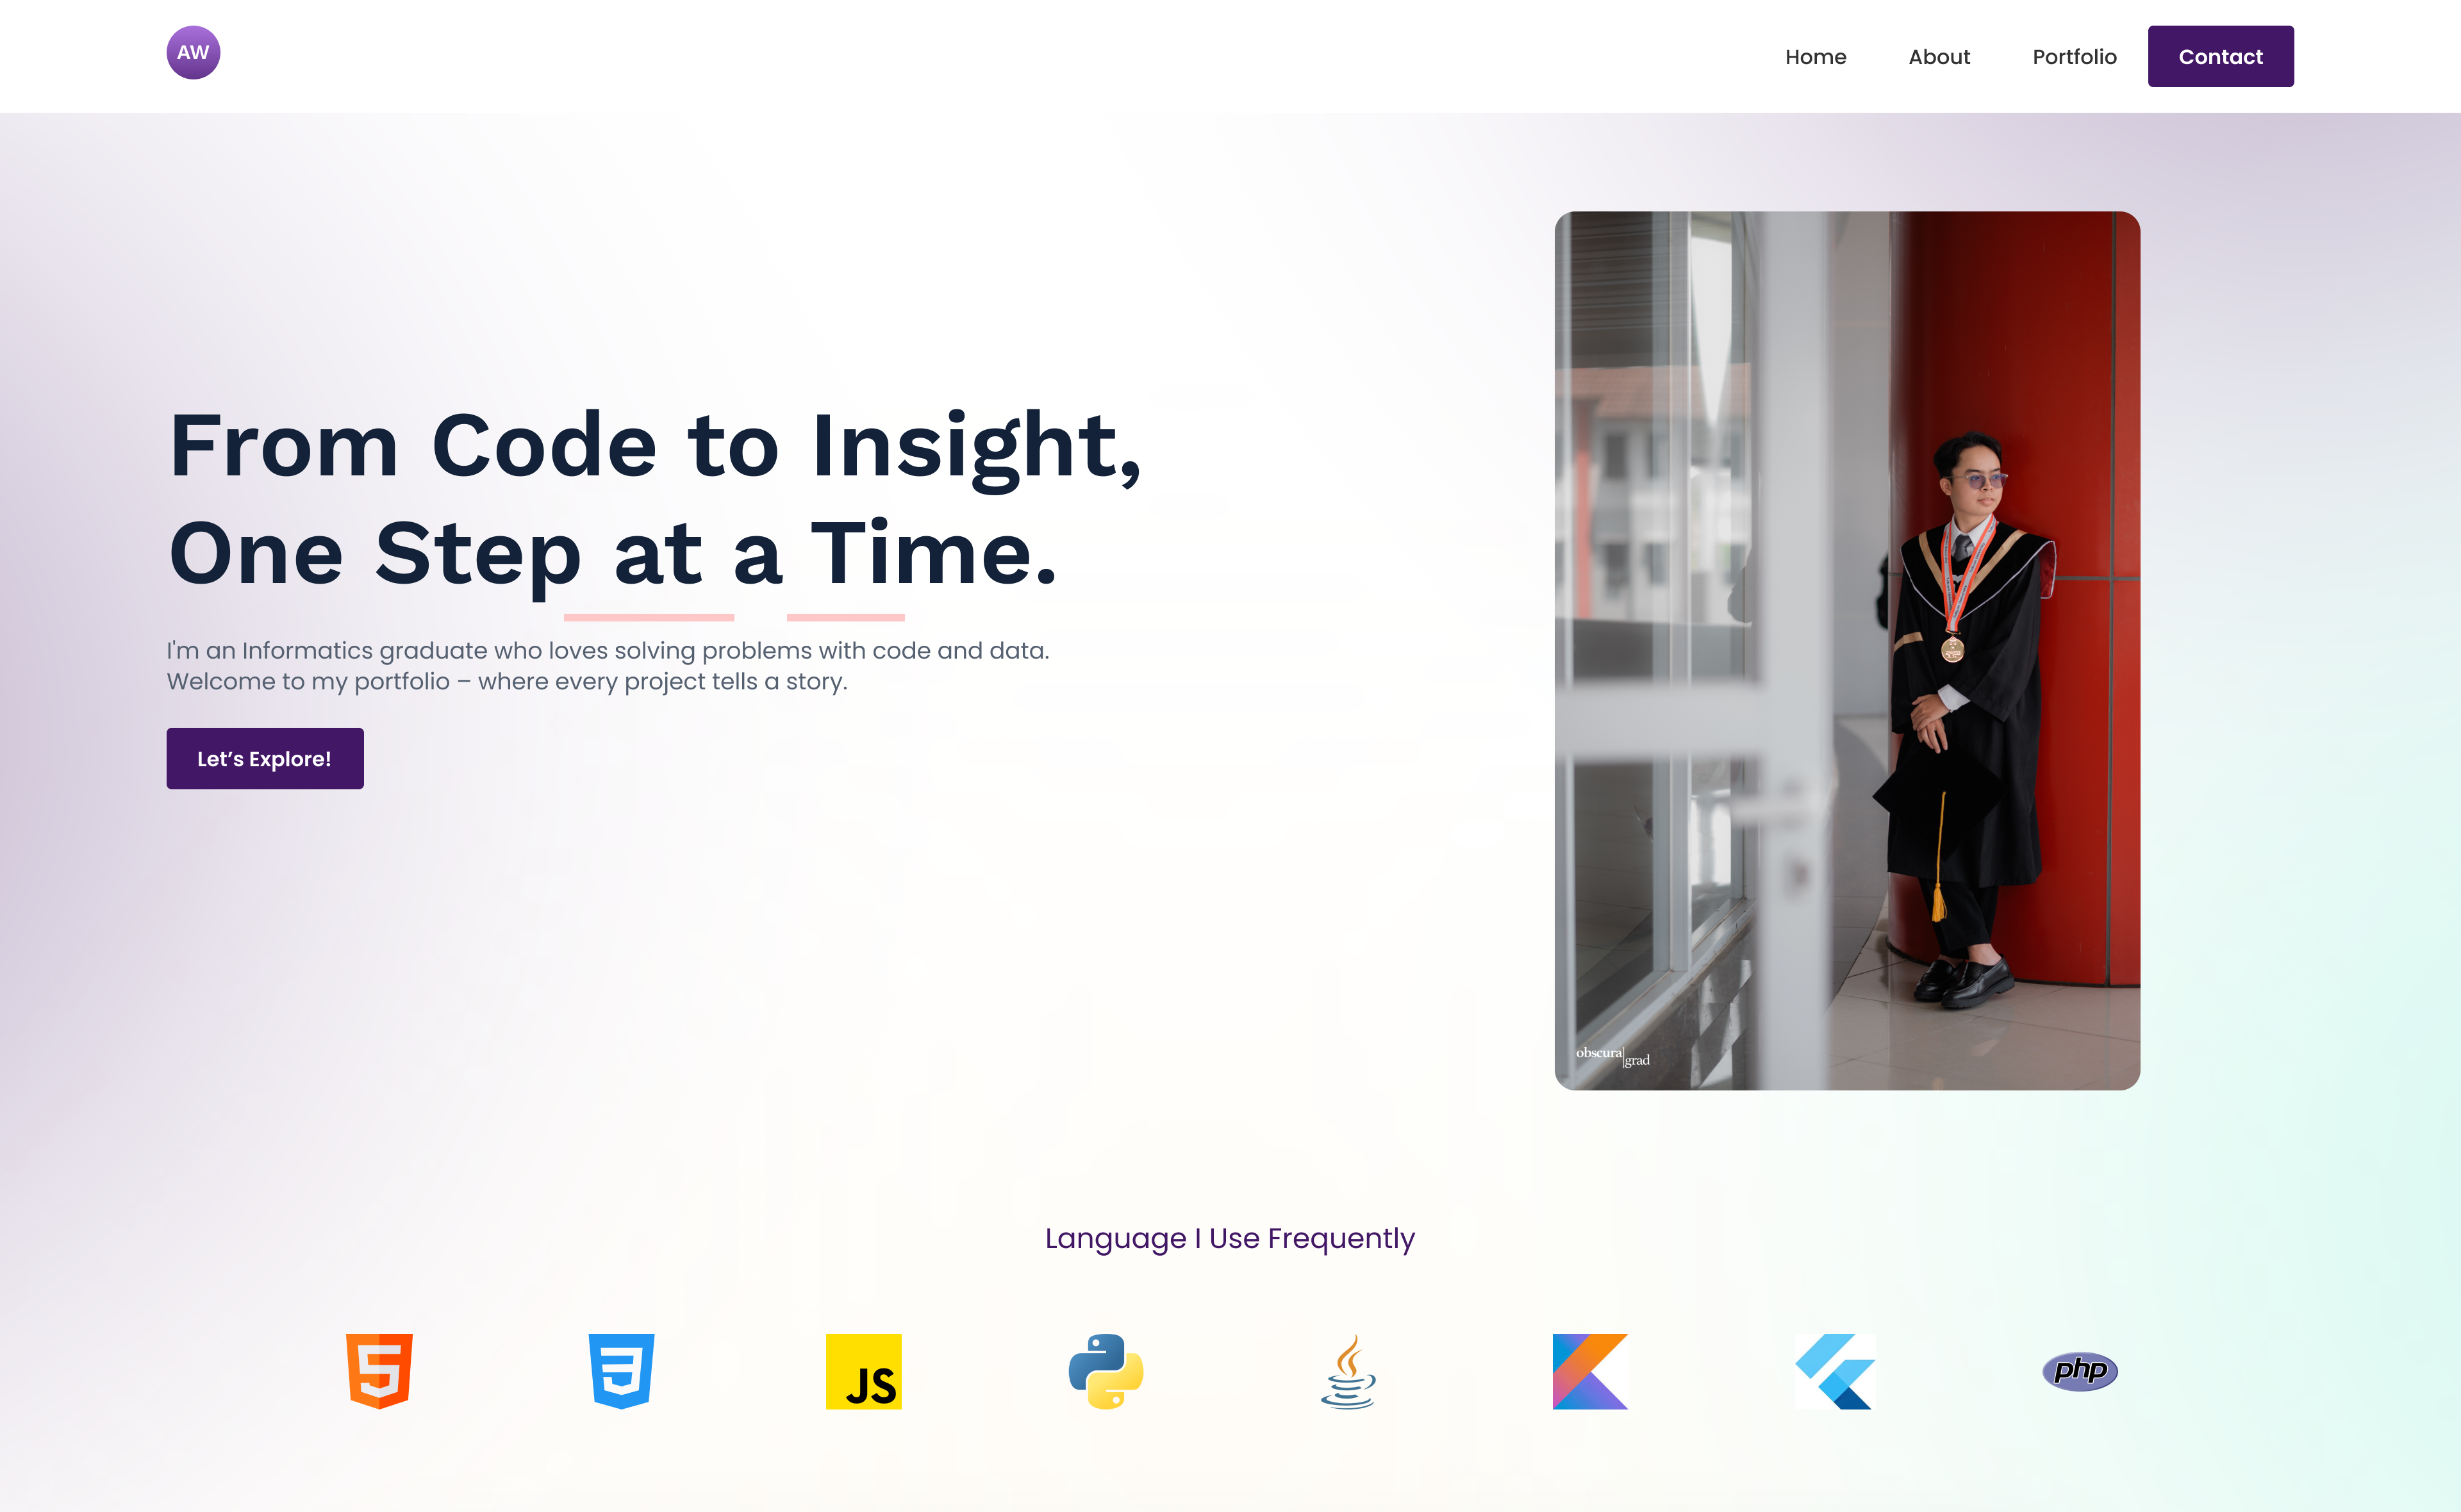 AW
Home
About
Portfolio
Contact
From Code to Insight,
One Step at a Time.
I'm an Informatics graduate who loves solving problems with code and data.
Welcome to my portfolio – where every project tells a story.
Let’s Explore!
obscura
grad
Language I Use Frequently
5
3
JS
php